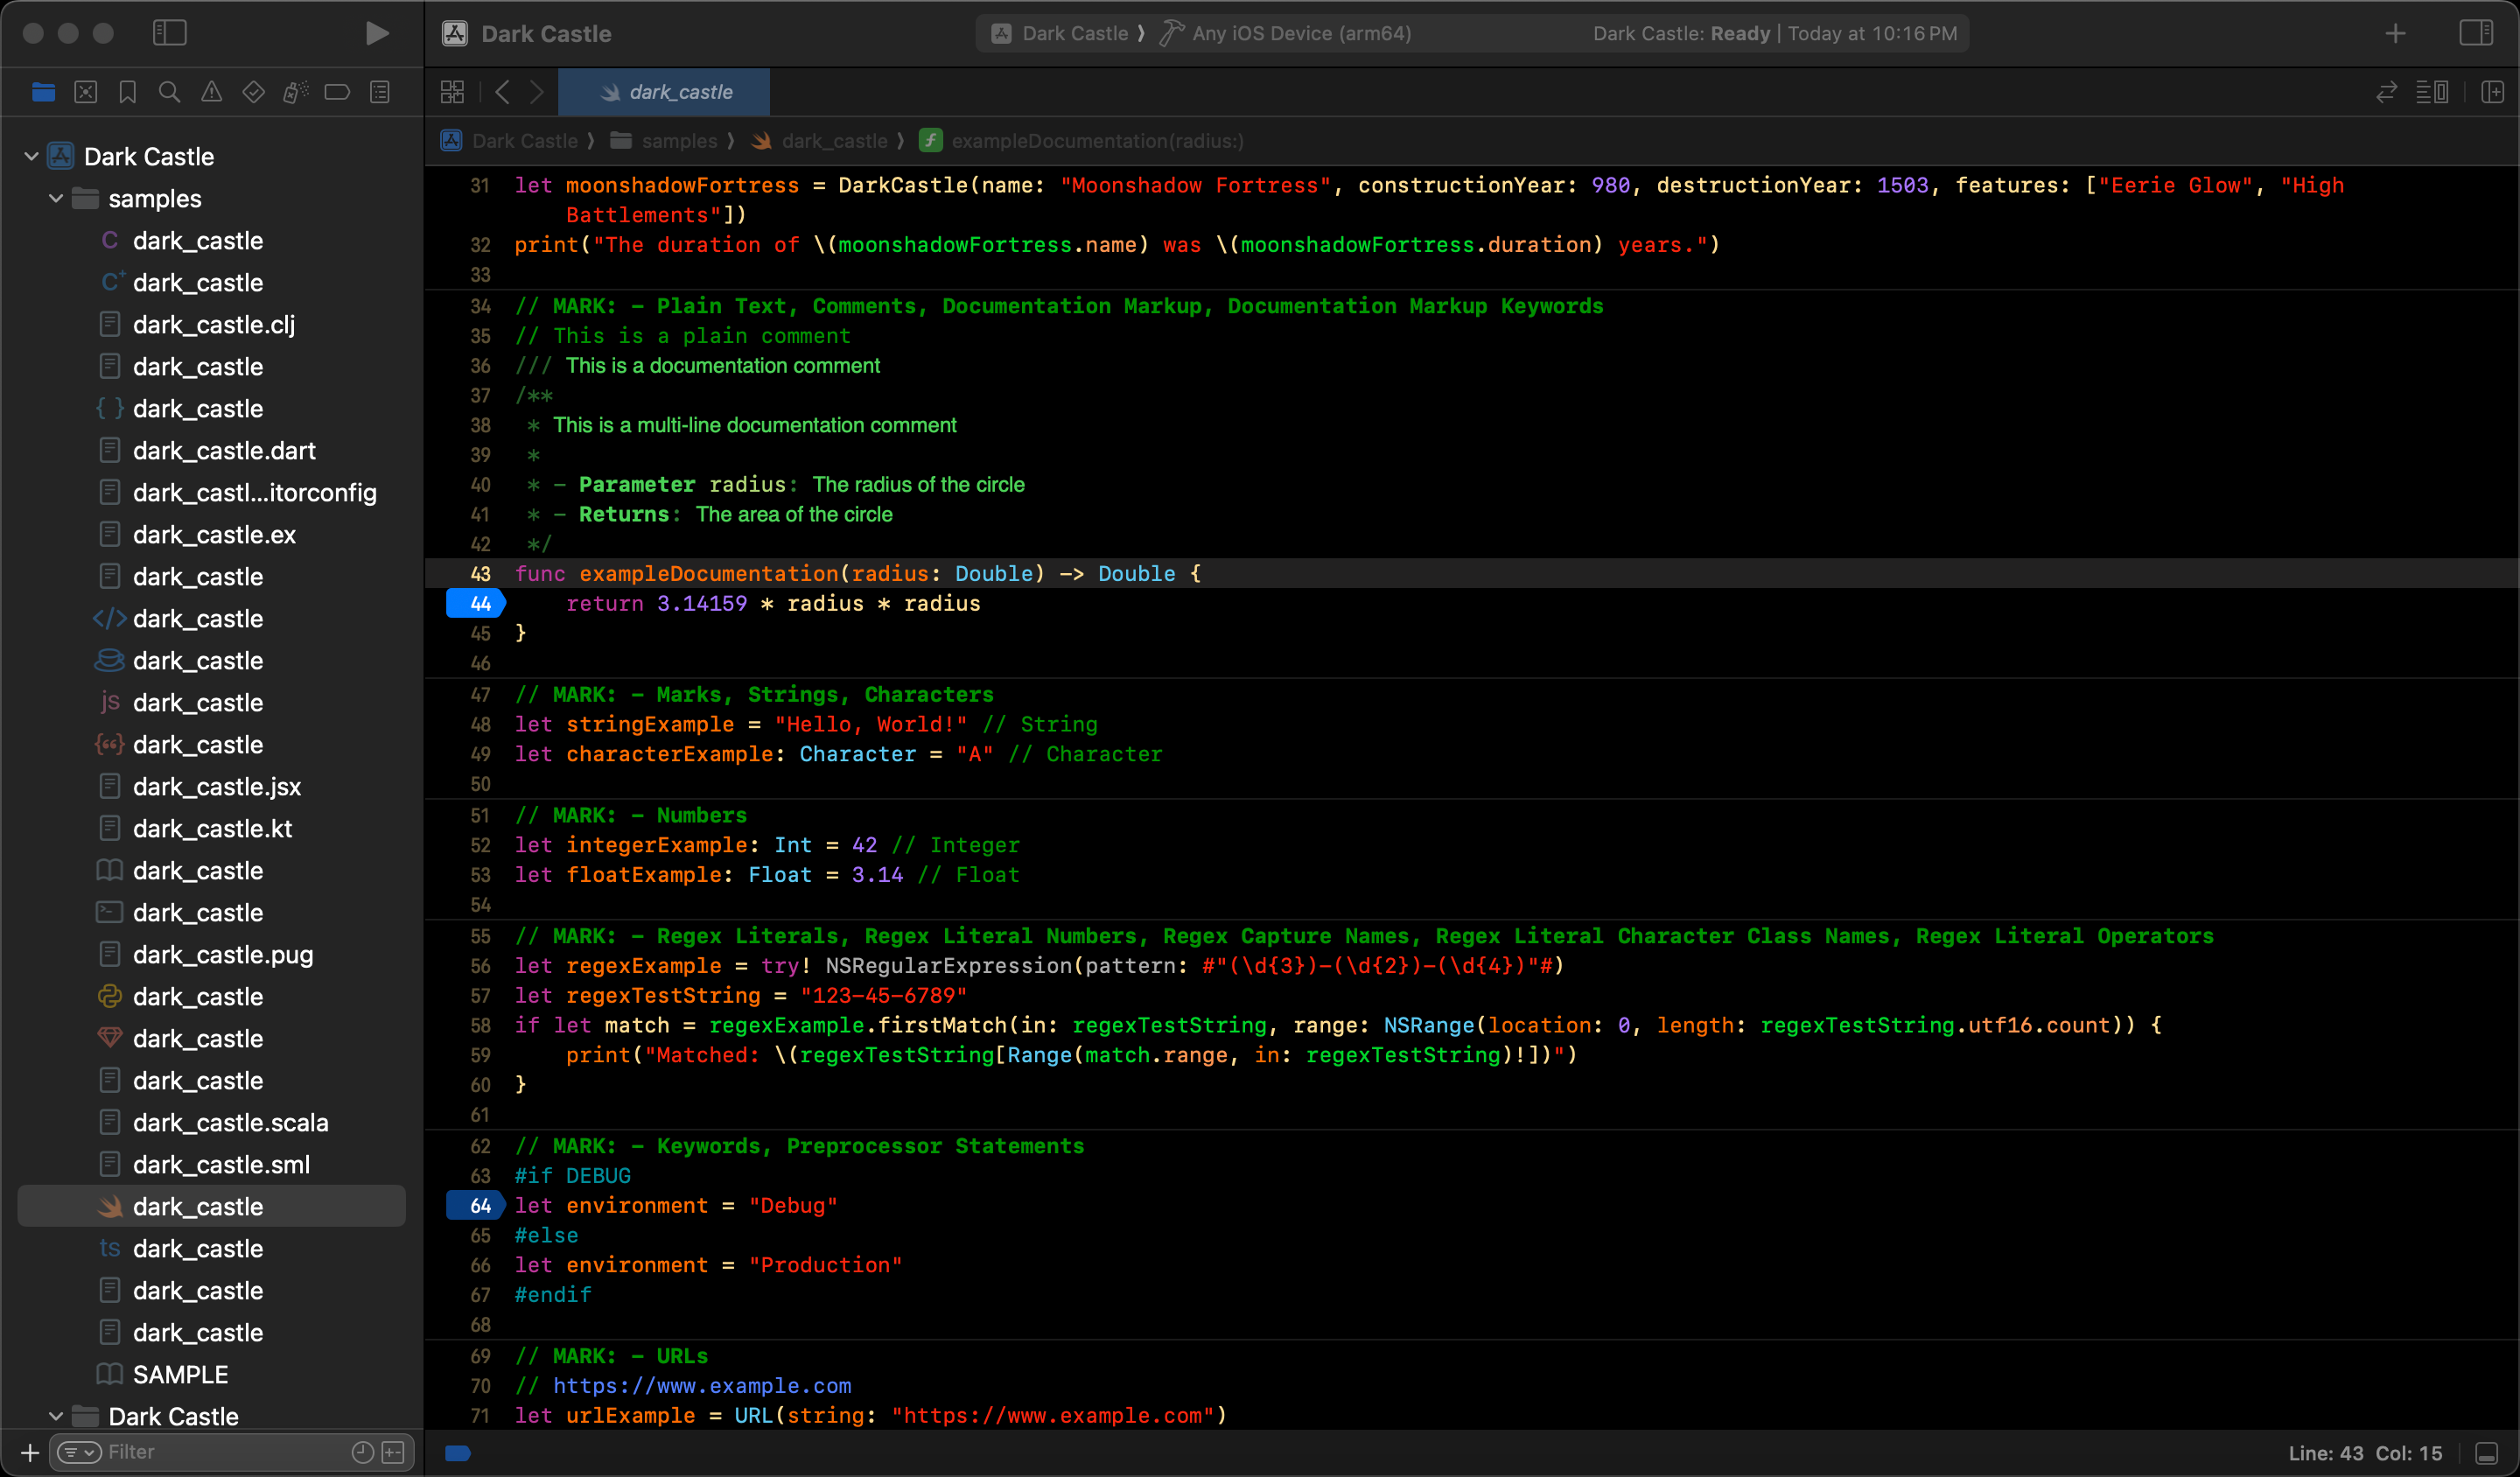 Dark Castle
Dark Castle ⟩ Any iOS Device (arm64)
Dark Castle: Ready | Today at 10:16 PM
dark_castle
Dark Castle ⟩ samples ⟩ dark_castle ⟩ f exampleDocumentation(radius:)
Dark Castle
samples
C dark_castle
C+ dark_castle
dark_castle.clj
dark_castle
{ } dark_castle
dark_castle.dart
dark_castl...itorconfig
dark_castle.ex
dark_castle
</> dark_castle
dark_castle
js dark_castle
{“} dark_castle
dark_castle.jsx
dark_castle.kt
dark_castle
dark_castle
dark_castle.pug
dark_castle
dark_castle
dark_castle
dark_castle.scala
dark_castle.sml
dark_castle
ts dark_castle
dark_castle
dark_castle
SAMPLE
Dark Castle
Filter
31 let moonshadowFortress = DarkCastle(name: "Moonshadow Fortress", constructionYear: 980, destructionYear: 1503, features: ["Eerie Glow", "High
Battlements"])
32 print("The duration of \(moonshadowFortress.name) was \(moonshadowFortress.duration) years.")
33
34 // MARK: - Plain Text, Comments, Documentation Markup, Documentation Markup Keywords
35 // This is a plain comment
36 /// This is a documentation comment
37 /**
38 * This is a multi-line documentation comment
39 *
40 * - Parameter radius: The radius of the circle
41 * - Returns: The area of the circle
42 */
43 func exampleDocumentation(radius: Double) -> Double {
44 return 3.14159 * radius * radius
45 }
46
47 // MARK: - Marks, Strings, Characters
48 let stringExample = "Hello, World!" // String
49 let characterExample: Character = "A" // Character
50
51 // MARK: - Numbers
52 let integerExample: Int = 42 // Integer
53 let floatExample: Float = 3.14 // Float
54
55 // MARK: - Regex Literals, Regex Literal Numbers, Regex Capture Names, Regex Literal Character Class Names, Regex Literal Operators
56 let regexExample = try! NSRegularExpression(pattern: #"(\d{3})-(\d{2})-(\d{4})"#)
57 let regexTestString = "123-45-6789"
58 if let match = regexExample.firstMatch(in: regexTestString, range: NSRange(location: 0, length: regexTestString.utf16.count)) {
59 print("Matched: \(regexTestString[Range(match.range, in: regexTestString)!])")
60 }
61
62 // MARK: - Keywords, Preprocessor Statements
63 #if DEBUG
64 let environment = "Debug"
65 #else
66 let environment = "Production"
67 #endif
68
69 // MARK: - URLs
70 // https://www.example.com
71 let urlExample = URL(string: "https://www.example.com")
Line: 43 Col: 15